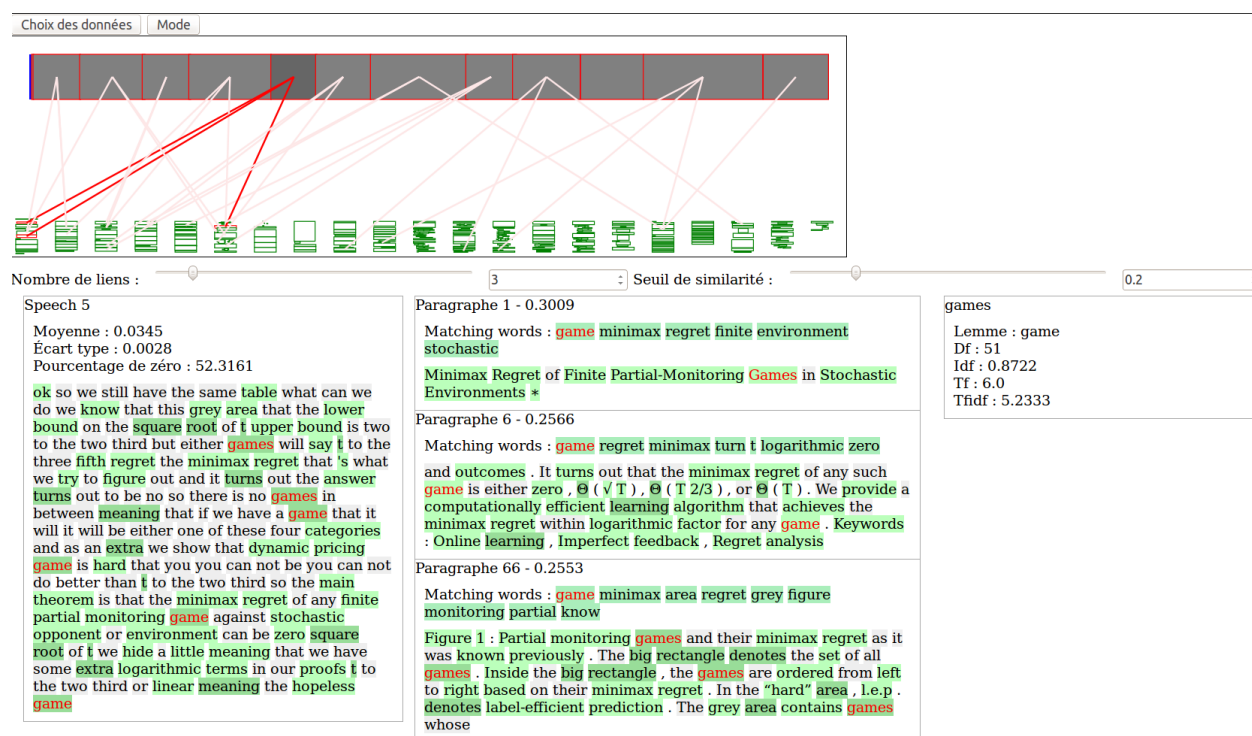 Choix des données
Mode
Nombre de liens :
3
Seuil de similarité :
0.2
Speech 5
Moyenne : 0.0345
Écart type : 0.0028
Pourcentage de zéro : 52.3161
ok so we still have the same table what can we
do we know that this grey area that the lower
bound on the square root of t upper bound is two
to the two third but either games will say t to the
three fifth regret the minimax regret that 's what
we try to figure out and it turns out the answer
turns out to be no so there is no games in
between meaning that if we have a game that it
will it will be either one of these four categories
and as an extra we show that dynamic pricing
game is hard that you you can not be you can not
do better than t to the two third so the main
theorem is that the minimax regret of any finite
partial monitoring game against stochastic
opponent or environment can be zero square
root of t we hide a little meaning that we have
some extra logarithmic terms in our proofs t to
the two third or linear meaning the hopeless
game
Paragraphe 1 - 0.3009
Matching words : game minimax regret finite environment
stochastic
Minimax Regret of Finite Partial-Monitoring Games in Stochastic
Environments ∗
Paragraphe 6 - 0.2566
Matching words : game regret minimax turn t logarithmic zero
and outcomes . It turns out that the minimax regret of any such
game is either zero , Θ ( √ T ) , Θ ( T 2/3 ) , or Θ ( T ) . We provide a
computationally efficient learning algorithm that achieves the
minimax regret within logarithmic factor for any game . Keywords
: Online learning , Imperfect feedback , Regret analysis
Paragraphe 66 - 0.2553
Matching words : game minimax area regret grey figure
monitoring partial know
Figure 1 : Partial monitoring games and their minimax regret as it
was known previously . The big rectangle denotes the set of all
games . Inside the big rectangle , the games are ordered from left
to right based on their minimax regret . In the “hard” area , l.e.p .
denotes label-efficient prediction . The grey area contains games
whose
games
Lemme : game
Df : 51
Idf : 0.8722
Tf : 6.0
Tfidf : 5.2333